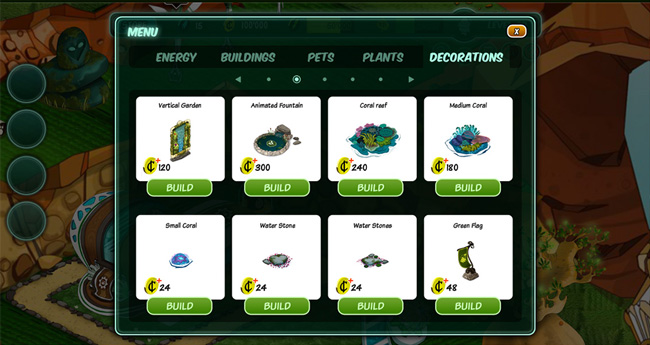 MENU
X
ENERGY BUILDINGS PETS PLANTS DECORATIONS
Vertical Garden Animated Fountain Coral reef Medium Coral
₵+120 ₵+300 ₵+240 ₵+180
BUILD BUILD BUILD BUILD
Small Coral Water Stone Water Stones Green Flag
₵+24 ₵+24 ₵+24 ₵+48
BUILD BUILD BUILD BUILD